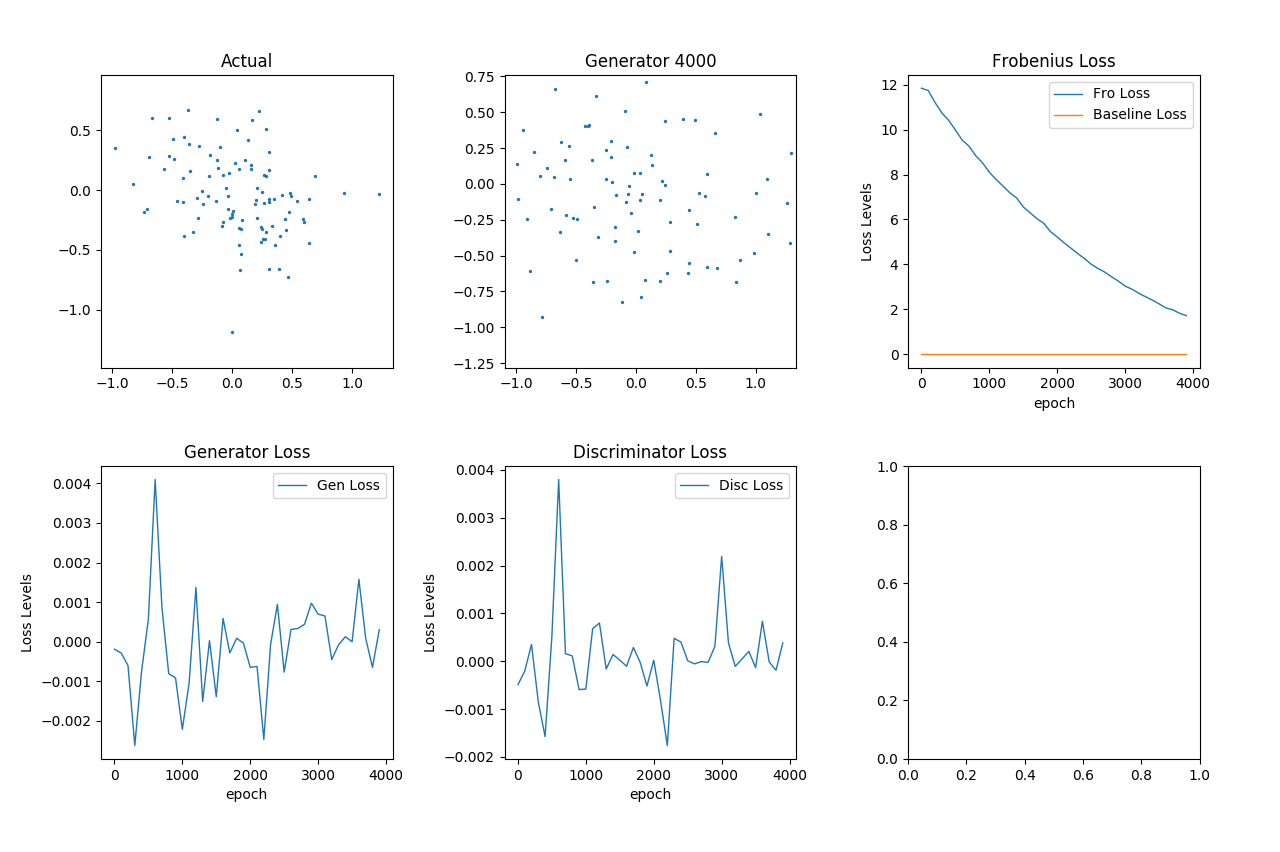 Actual
0.5
0.0
−0.5
−1.0
−1.0 −0.5 0.0 0.5 1.0
Generator 4000
0.75
0.50
0.25
0.00
−0.25
−0.50
−0.75
−1.00
−1.25
−1.0 −0.5 0.0 0.5 1.0
Frobenius Loss
Fro Loss
Baseline Loss
Loss Levels
12
10
8
6
4
2
0
0 1000 2000 3000 4000
epoch
Generator Loss
Gen Loss
Loss Levels
0.004
0.003
0.002
0.001
0.000
−0.001
−0.002
0 1000 2000 3000 4000
epoch
Discriminator Loss
Disc Loss
Loss Levels
0.004
0.003
0.002
0.001
0.000
−0.001
−0.002
0 1000 2000 3000 4000
epoch
1.0
0.8
0.6
0.4
0.2
0.0
0.0 0.2 0.4 0.6 0.8 1.0